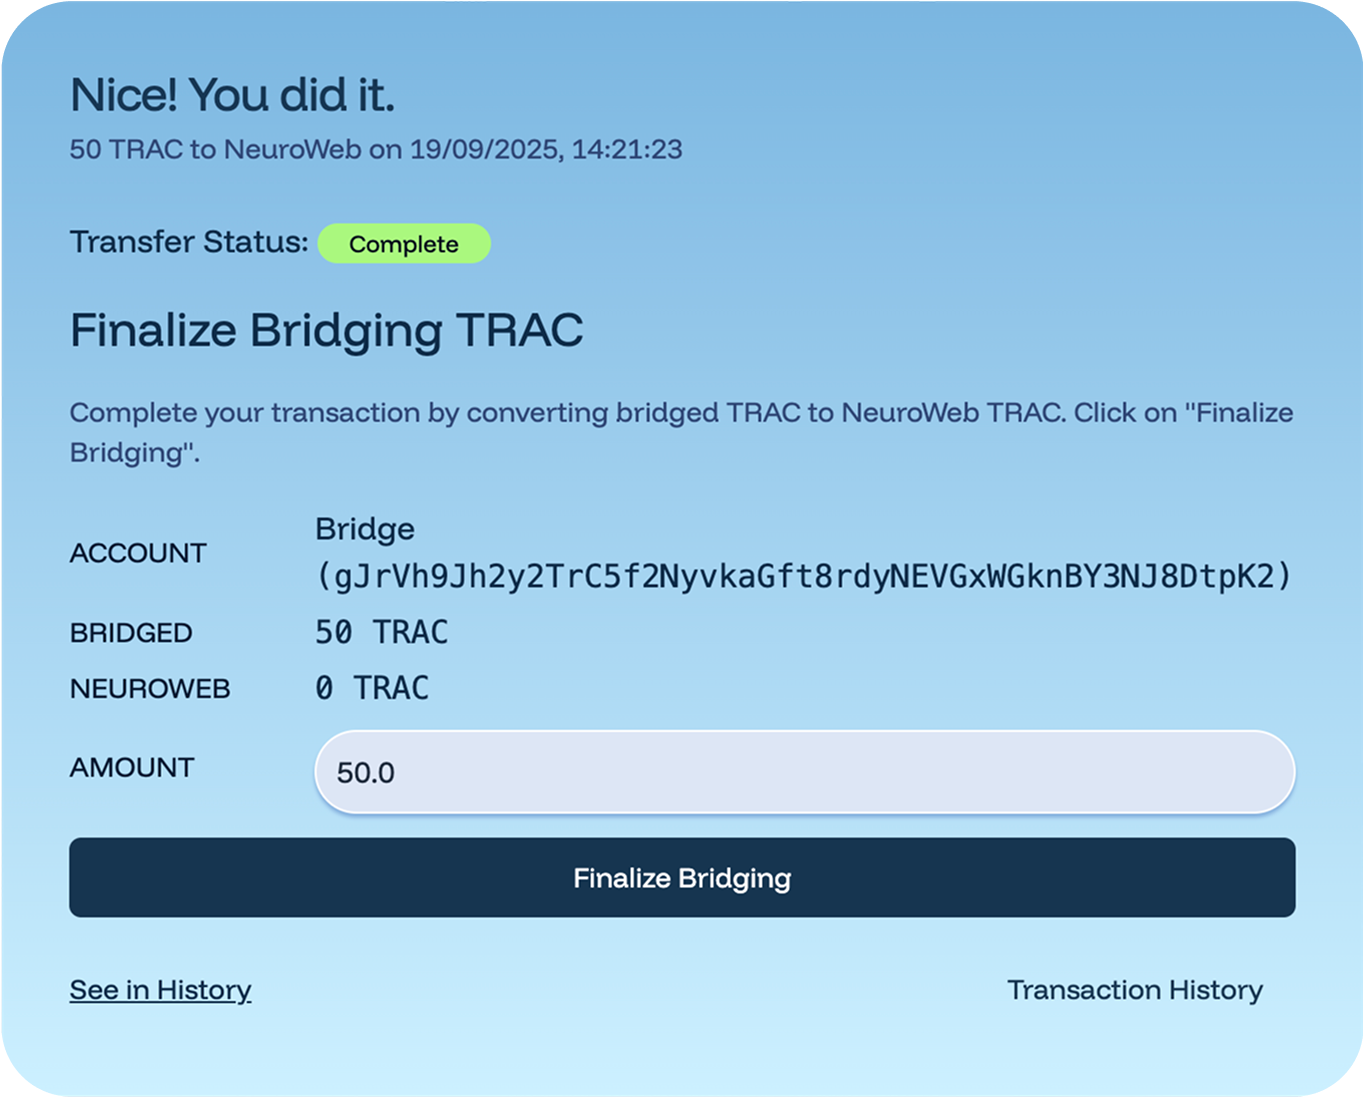 Nice! You did it.
50 TRAC to NeuroWeb on 19/09/2025, 14:21:23
Transfer Status: Complete
Finalize Bridging TRAC
Complete your transaction by converting bridged TRAC to NeuroWeb TRAC. Click on "Finalize
Bridging".
ACCOUNT
Bridge
(gJrVh9Jh2y2TrC5f2NyvkaGft8rdyNEVGxWGknBY3NJ8DtpK2)
BRIDGED 50 TRAC
NEUROWEB 0 TRAC
AMOUNT 50.0
Finalize Bridging
See in History Transaction History